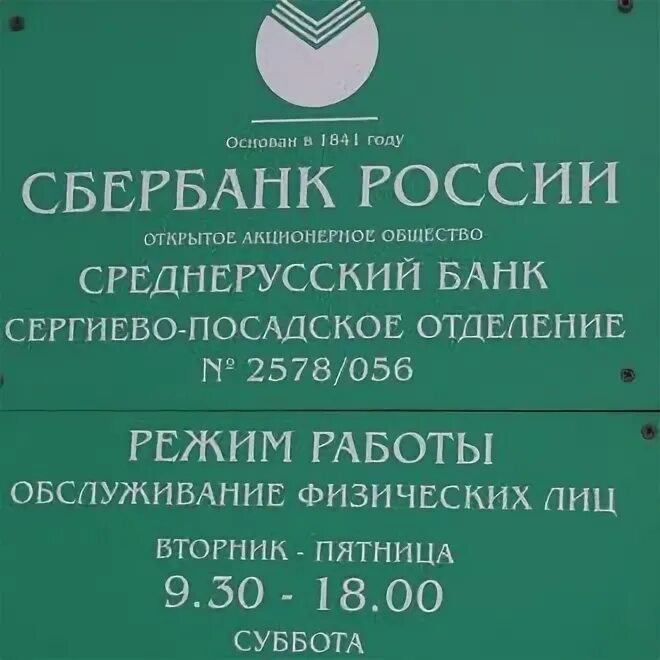 Основан в 1841 году
СБЕРБАНК РОССИИ
ОТКРЫТОЕ АКЦИОНЕРНОЕ ОБЩЕСТВО
СРЕДНЕРУССКИЙ БАНК
СЕРГИЕВО-ПОСАДСКОЕ ОТДЕЛЕНИЕ
№ 2578/056
РЕЖИМ РАБОТЫ
ОБСЛУЖИВАНИЕ ФИЗИЧЕСКИХ ЛИЦ
ВТОРНИК - ПЯТНИЦА
9.30 - 18.00
СУББОТА